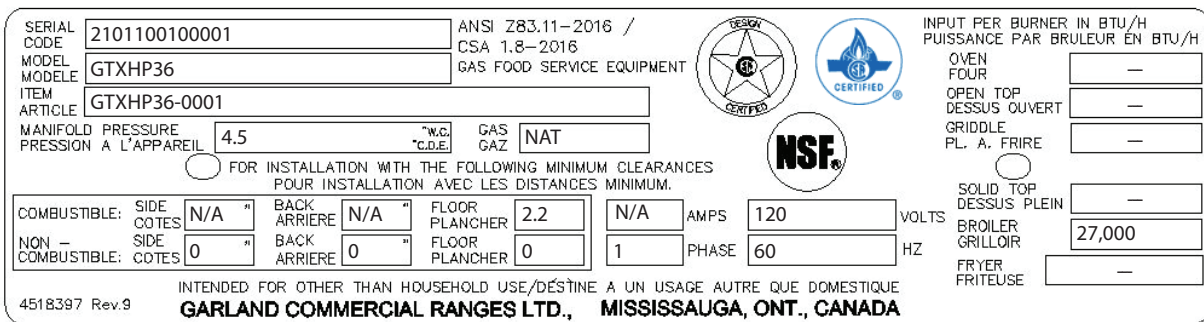 SERIAL CODE 2101100100001
MODEL MODELE GTXHP36
ITEM ARTICLE GTXHP36-0001
MANIFOLD PRESSURE PRESSION A L'APPAREIL 4.5 "W.C. "C.D.E. GAS GAZ NAT
ANSI Z83.11-2016 /
CSA 1.8-2016
GAS FOOD SERVICE EQUIPMENT
DESIGN CERTIFIED
CERTIFIED ®
NSF®
FOR INSTALLATION WITH THE FOLLOWING MINIMUM CLEARANCES
POUR INSTALLATION AVEC LES DISTANCES MINIMUM.
COMBUSTIBLE: SIDE COTES N/A " BACK ARRIERE N/A " FLOOR PLANCHER 2.2 N/A AMPS 120 VOLTS
NON - COMBUSTIBLE: SIDE COTES 0 " BACK ARRIERE 0 " FLOOR PLANCHER 0 1 PHASE 60 HZ
INPUT PER BURNER IN BTU/H
PUISSANCE PAR BRULEUR EN BTU/H
OVEN FOUR —
OPEN TOP DESSUS OUVERT —
GRIDDLE PL. A. FRIRE —
SOLID TOP DESSUS PLEIN —
BROILER GRILLOIR 27,000
FRYER FRITEUSE —
INTENDED FOR OTHER THAN HOUSEHOLD USE/DESTINE A UN USAGE AUTRE QUE DOMESTIQUE
4518397 Rev.9 GARLAND COMMERCIAL RANGES LTD., MISSISSAUGA, ONT., CANADA